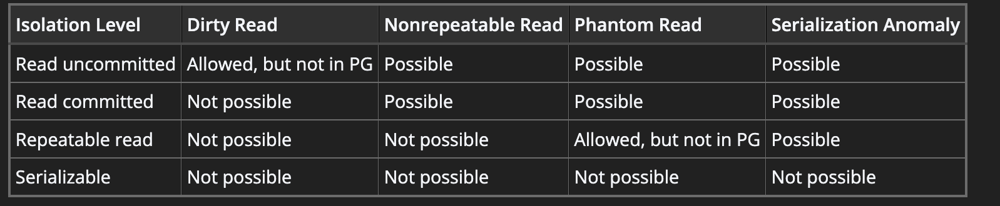 Isolation Level Dirty Read Nonrepeatable Read Phantom Read Serialization Anomaly
Read uncommitted Allowed, but not in PG Possible Possible Possible
Read committed Not possible Possible Possible Possible
Repeatable read Not possible Not possible Allowed, but not in PG Possible
Serializable Not possible Not possible Not possible Not possible